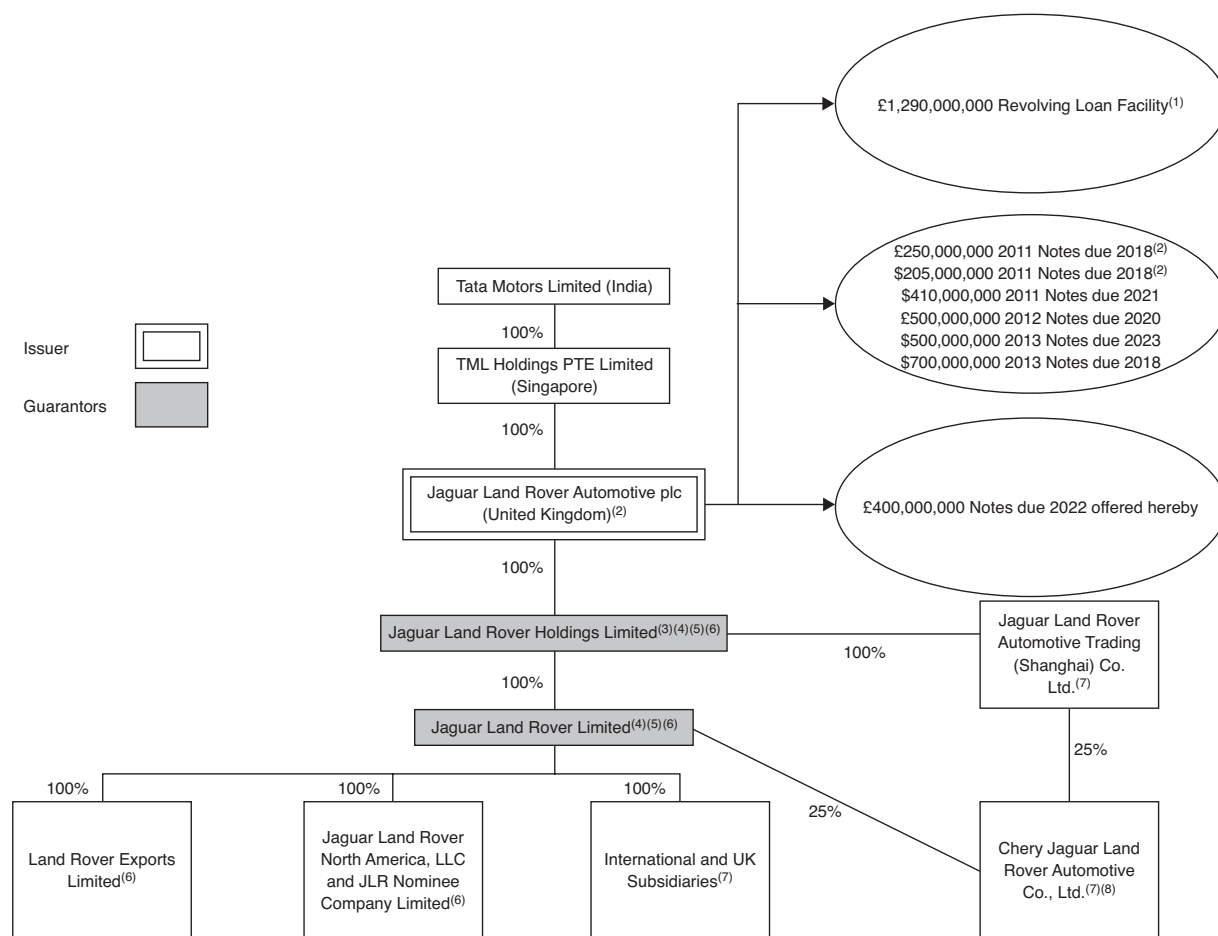 £1,290,000,000 Revolving Loan Facility(1)
£250,000,000 2011 Notes due 2018(2)
$205,000,000 2011 Notes due 2018(2)
$410,000,000 2011 Notes due 2021
£500,000,000 2012 Notes due 2020
$500,000,000 2013 Notes due 2023
$700,000,000 2013 Notes due 2018
Tata Motors Limited (India)
100%
Issuer
TML Holdings PTE Limited
(Singapore)
Guarantors
100%
Jaguar Land Rover Automotive plc
(United Kingdom)(2)
£400,000,000 Notes due 2022 offered hereby
100%
Jaguar Land Rover Holdings Limited(3)(4)(5)(6)
100%
Jaguar Land Rover
Automotive Trading
(Shanghai) Co.
Ltd.(7)
100%
Jaguar Land Rover Limited(4)(5)(6)
25%
100%
100%
100%
25%
Land Rover Exports
Limited(6)
Jaguar Land Rover
North America, LLC
and JLR Nominee
Company Limited(6)
International and UK
Subsidiaries(7)
Chery Jaguar Land
Rover Automotive
Co., Ltd.(7)(8)